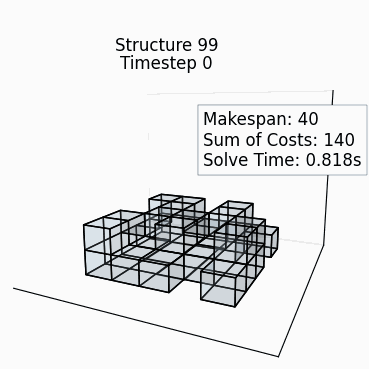 Structure 99
Timestep 0
Makespan: 40
Sum of Costs: 140
Solve Time: 0.818s